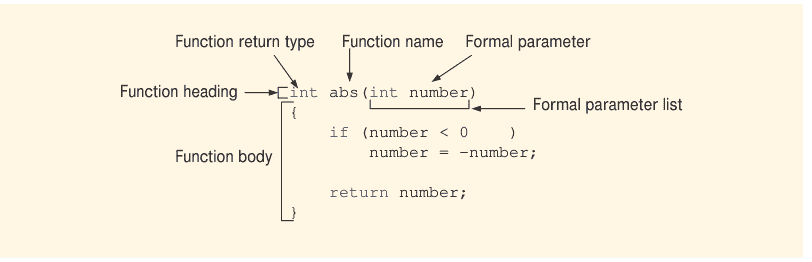 Function return type Function name Formal parameter
Function heading int abs(int number) Formal parameter list
{
if (number < 0 )
number = -number;
Function body
return number;
}